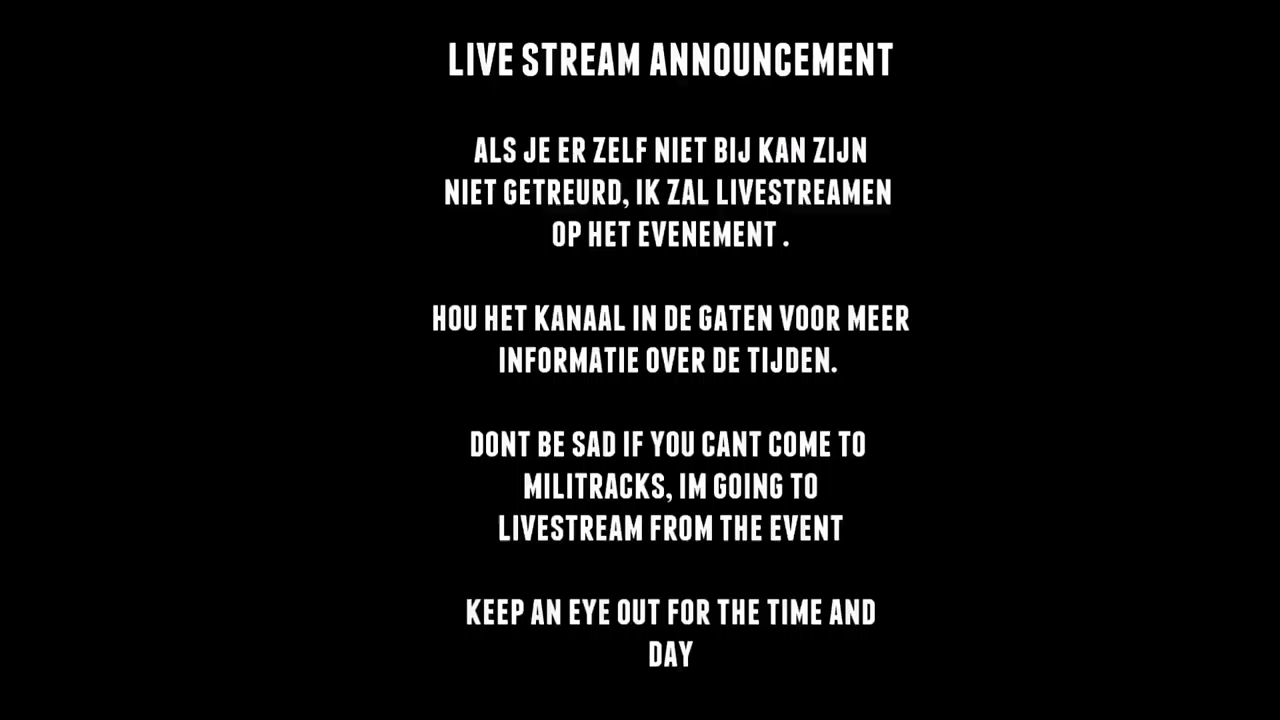 LIVE STREAM ANNOUNCEMENT
ALS JE ER ZELF NIET BIJ KAN ZIJN
NIET GETREURD, IK ZAL LIVESTREAMEN
OP HET EVENEMENT .
HOU HET KANAAL IN DE GATEN VOOR MEER
INFORMATIE OVER DE TIJDEN.
DONT BE SAD IF YOU CANT COME TO
MILITRACKS, IM GOING TO
LIVESTREAM FROM THE EVENT
KEEP AN EYE OUT FOR THE TIME AND
DAY